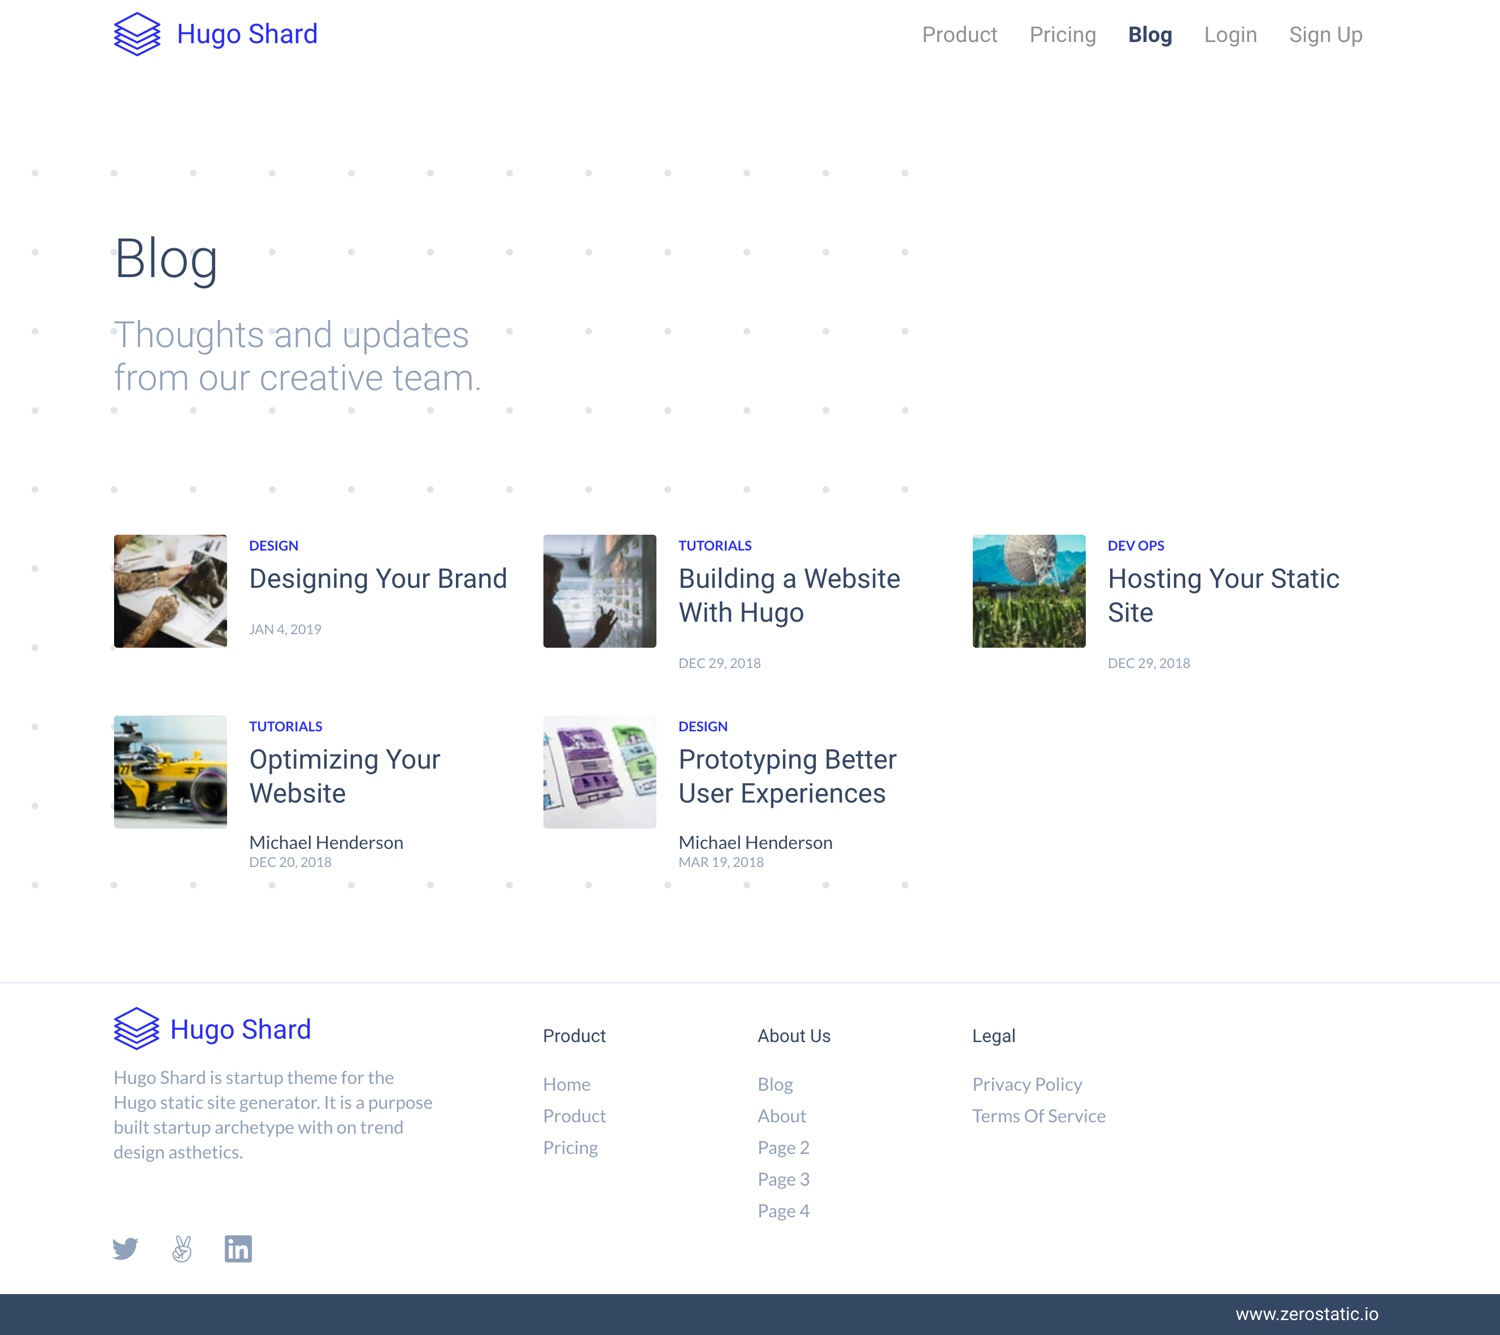 Hugo Shard
Product Pricing Blog Login Sign Up
Blog
Thoughts and updates
from our creative team.
DESIGN
Designing Your Brand
JAN 4, 2019
TUTORIALS
Building a Website
With Hugo
DEC 29, 2018
DEV OPS
Hosting Your Static
Site
DEC 29, 2018
27
TUTORIALS
Optimizing Your
Website
Michael Henderson
DEC 20, 2018
DESIGN
Prototyping Better
User Experiences
Michael Henderson
MAR 19, 2018
Hugo Shard
Hugo Shard is startup theme for the
Hugo static site generator. It is a purpose
built startup archetype with on trend
design asthetics.
Product
Home
Product
Pricing
About Us
Blog
About
Page 2
Page 3
Page 4
Legal
Privacy Policy
Terms Of Service
in
www.zerostatic.io